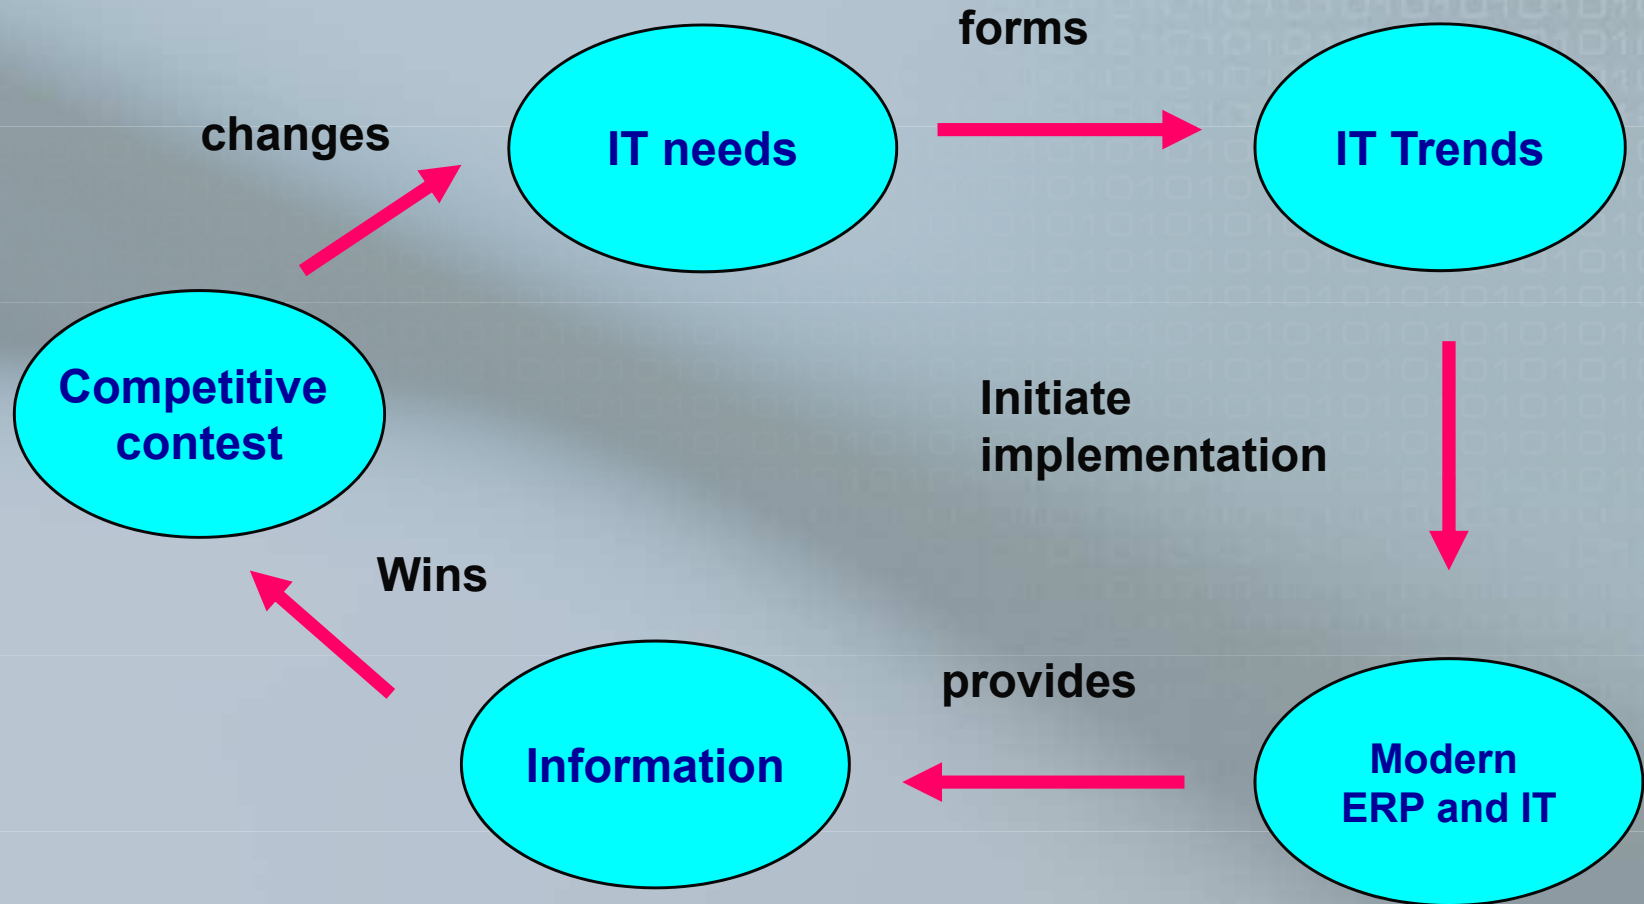 forms
changes
IT needs
IT Trends
Competitive
contest
Initiate
implementation
Wins
provides
Information
Modern
ERP and IT